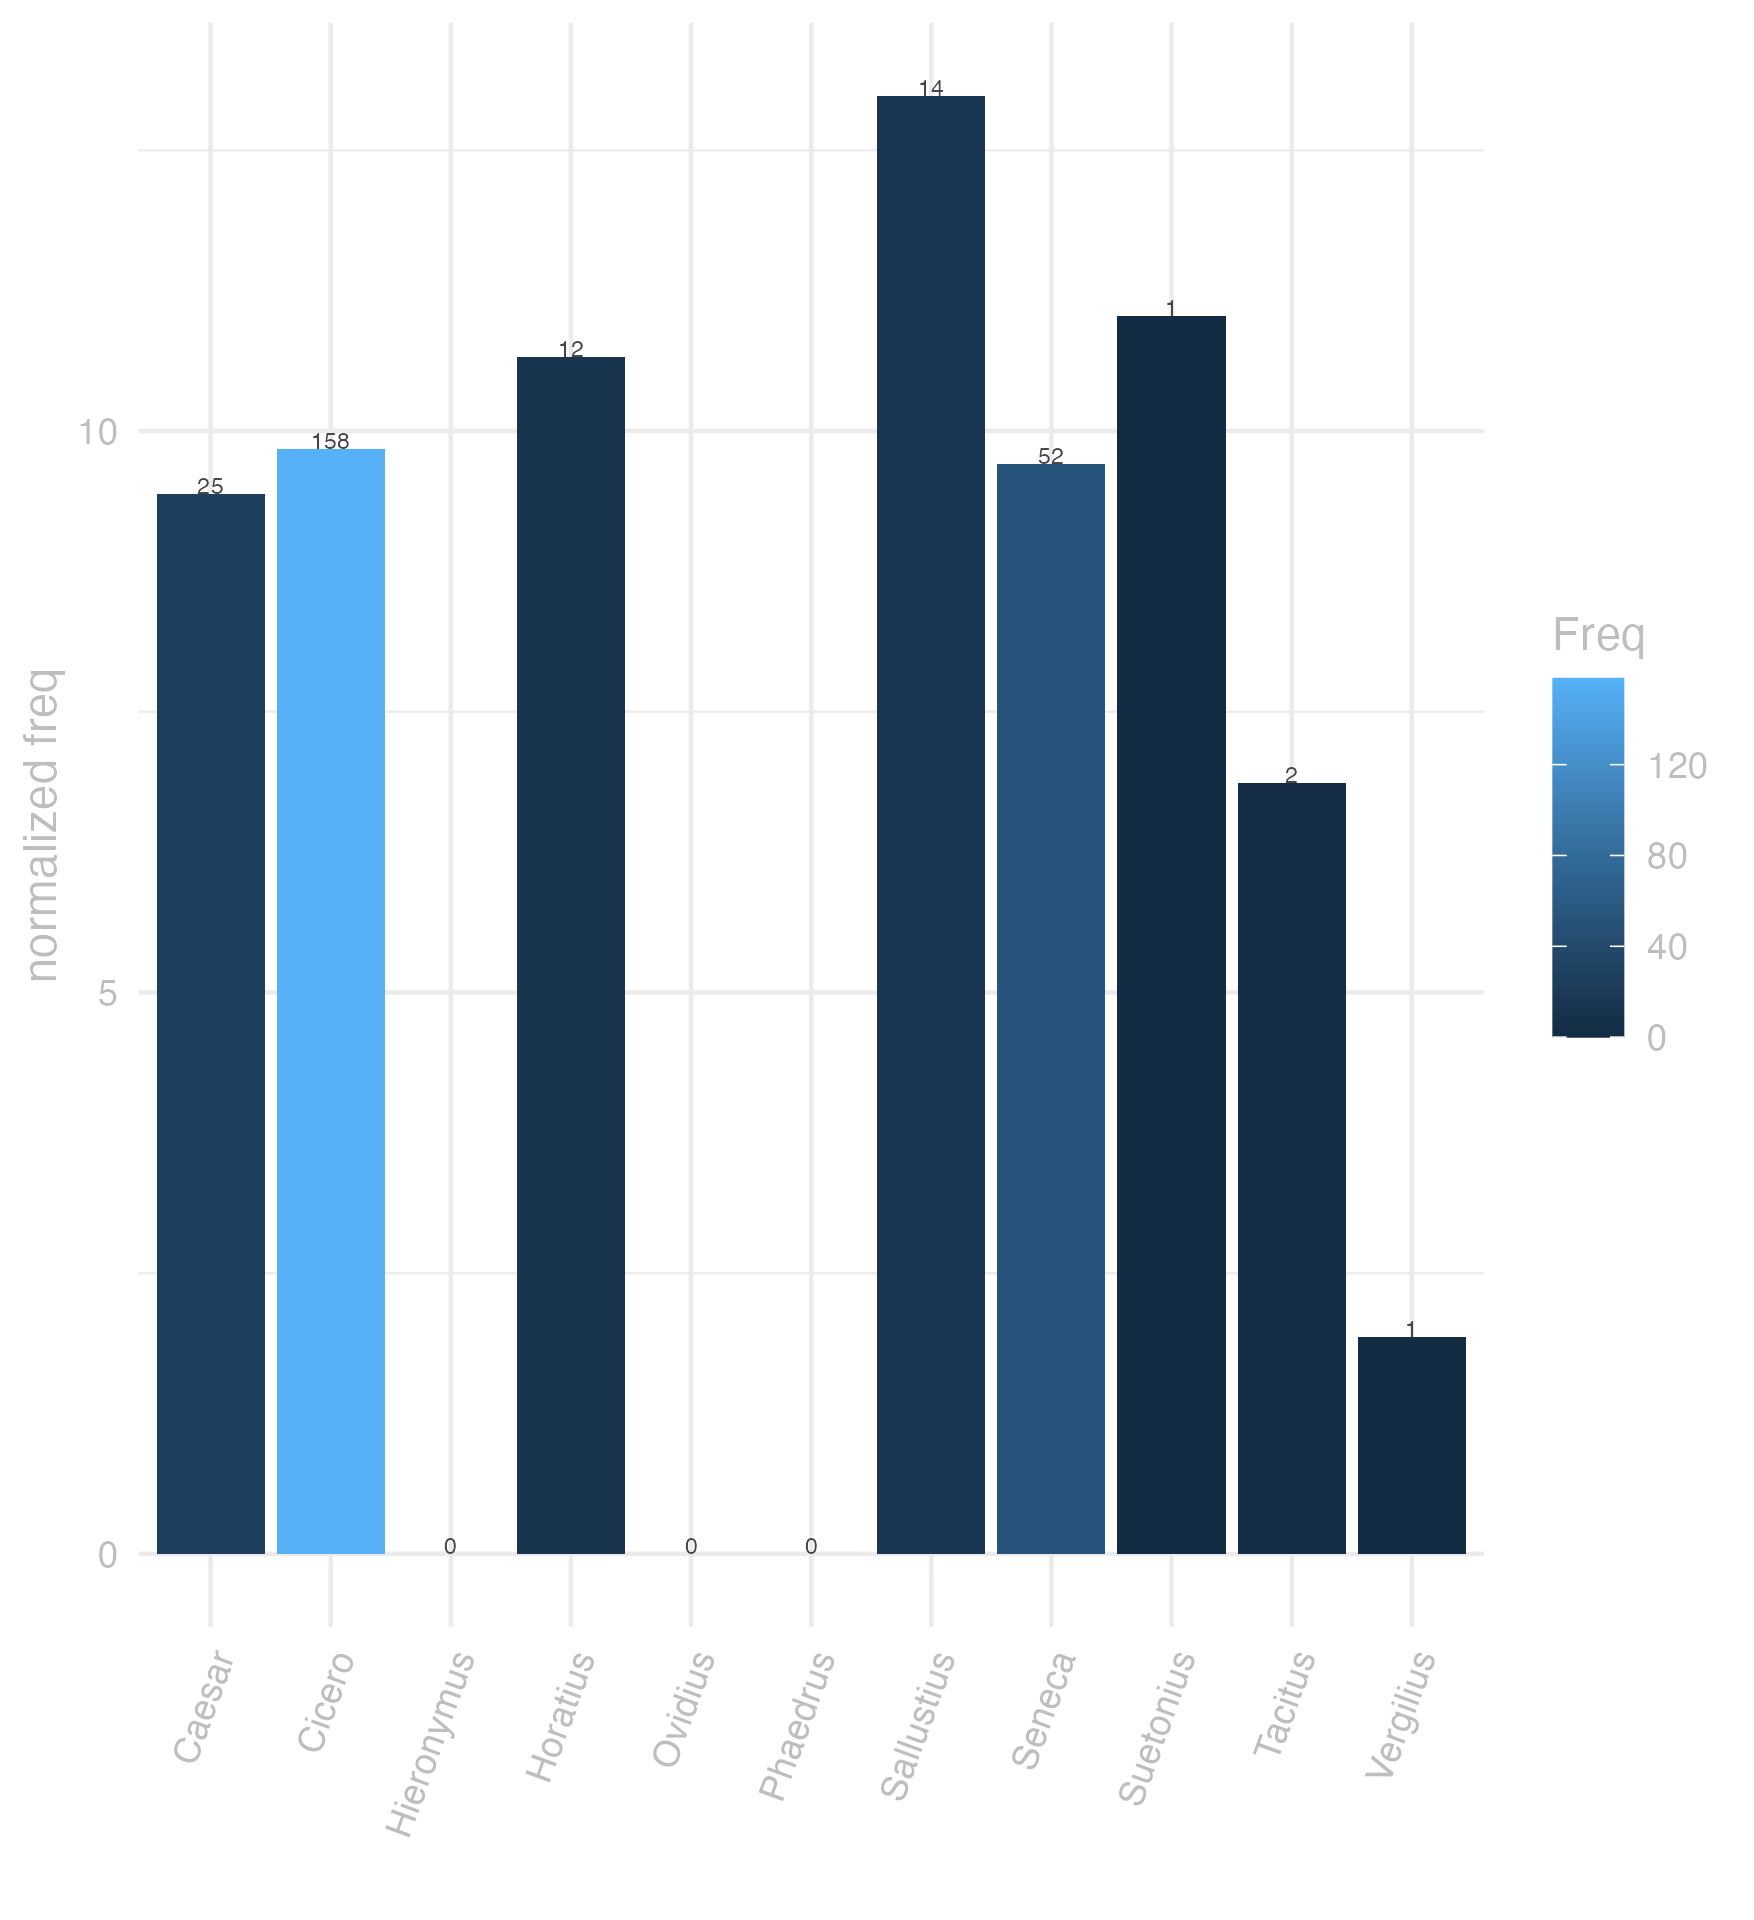 14
1
12
10
158
52
25
2
5
1
0
0
0
0
normalized freq
Freq
120
80
40
0
Caesar
Cicero
Hieronymus
Horatius
Ovidius
Phaedrus
Sallustius
Seneca
Suetonius
Tacitus
Vergilius